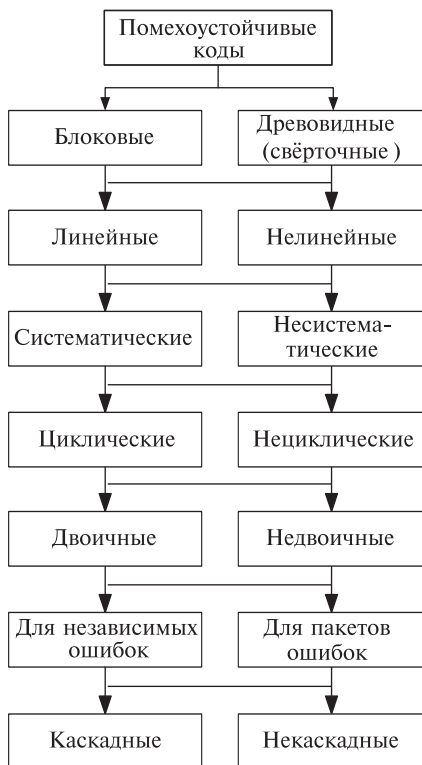 Помехоустойчивые
коды
Блоковые
Древовидные
(свёрточные )
Линейные
Нелинейные
Систематические
Несистема-
тические
Циклические
Нециклические
Двоичные
Недвоичные
Для независимых
ошибок
Для пакетов
ошибок
Каскадные
Некаскадные